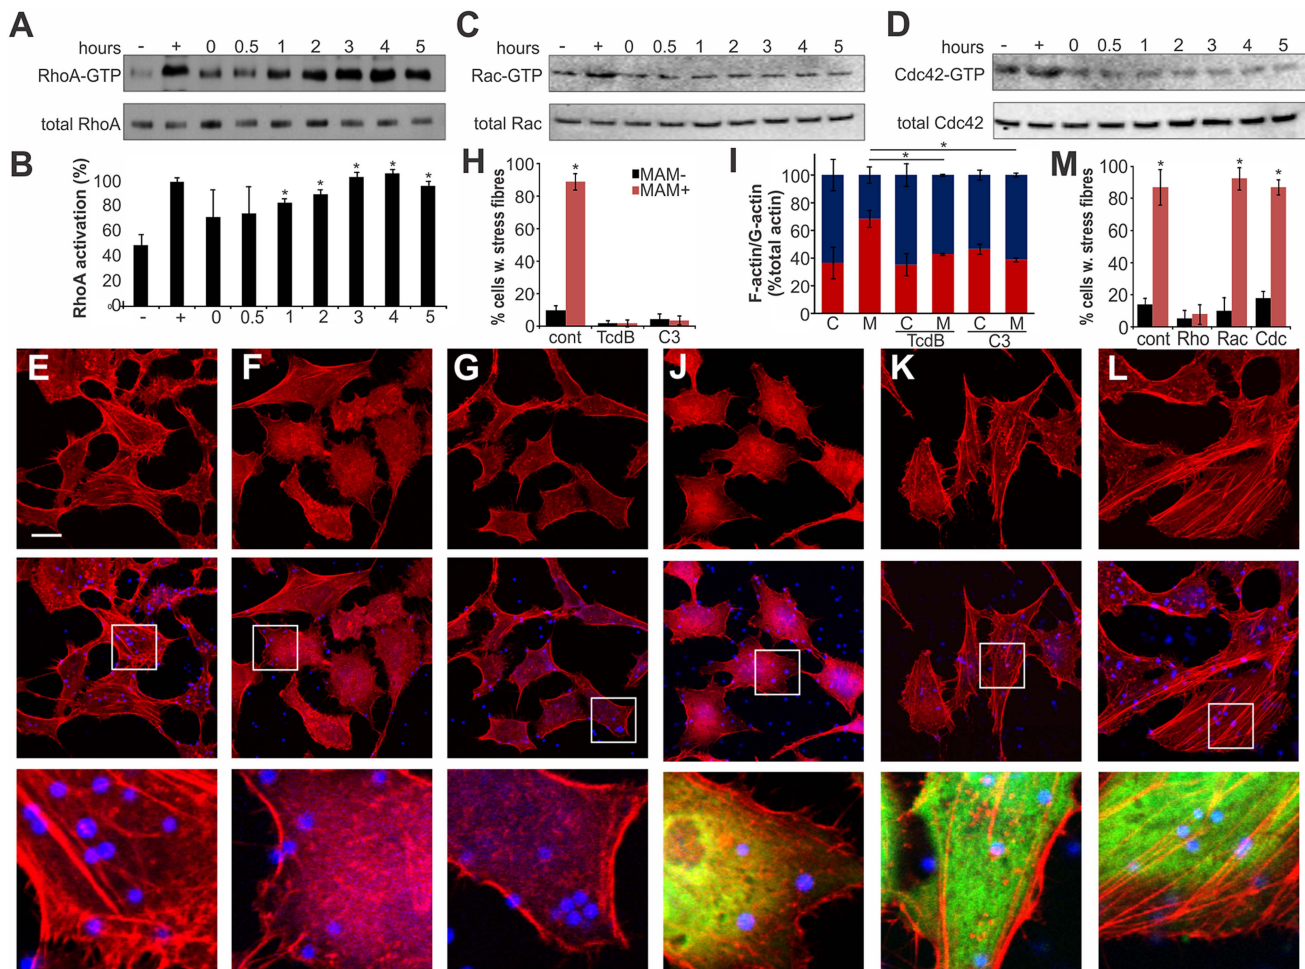 A
hours - + 0 0.5 1 2 3 4 5
RhoA-GTP
total RhoA
C
hours - + 0 0.5 1 2 3 4 5
Rac-GTP
total Rac
D
hours - + 0 0.5 1 2 3 4 5
Cdc42-GTP
total Cdc42
B
RhoA activation (%)
100
80
60
40
20
0
* * * * *
- + 0 0.5 1 2 3 4 5
H
% cells w. stress fibres
100
80
60
40
20
0
*
MAM-
MAM+
cont TcdB C3
I
F-actin/G-actin
(%total actin)
100
80
60
40
20
0
*
*
C M C M C M
TcdB C3
M
% cells w. stress fibres
100
80
60
40
20
0
* * *
cont Rho Rac Cdc
E F G J K L